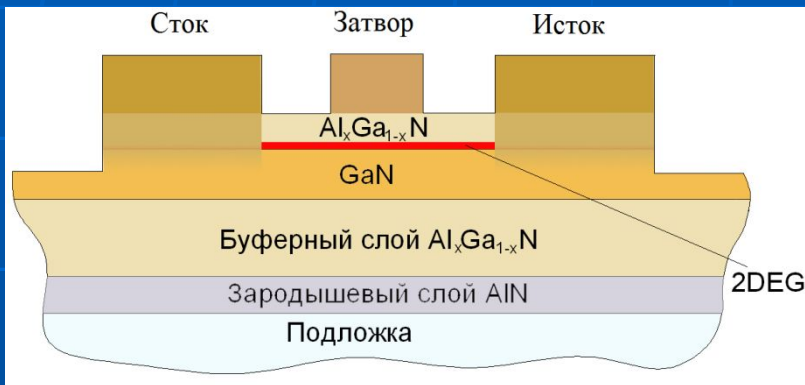 Сток Затвор Исток
AlxGa1-xN
GaN
Буферный слой AlxGa1-xN
2DEG
Зародышевый слой AlN
Подложка